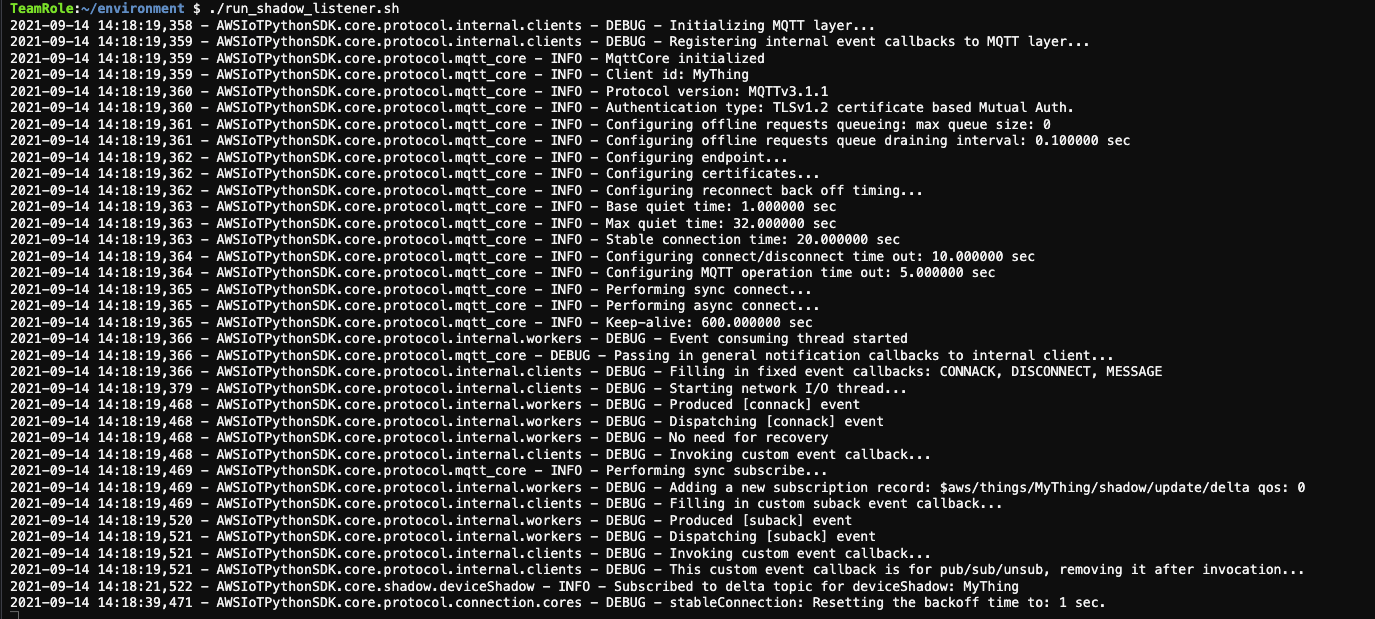 TeamRole:~/environment $ ./run_shadow_listener.sh
2021-09-14 14:18:19,358 - AWSIoTPythonSDK.core.protocol.internal.clients - DEBUG - Initializing MQTT layer...
2021-09-14 14:18:19,359 - AWSIoTPythonSDK.core.protocol.internal.clients - DEBUG - Registering internal event callbacks to MQTT layer...
2021-09-14 14:18:19,359 - AWSIoTPythonSDK.core.protocol.mqtt_core - INFO - MqttCore initialized
2021-09-14 14:18:19,359 - AWSIoTPythonSDK.core.protocol.mqtt_core - INFO - Client id: MyThing
2021-09-14 14:18:19,360 - AWSIoTPythonSDK.core.protocol.mqtt_core - INFO - Protocol version: MQTTv3.1.1
2021-09-14 14:18:19,360 - AWSIoTPythonSDK.core.protocol.mqtt_core - INFO - Authentication type: TLSv1.2 certificate based Mutual Auth.
2021-09-14 14:18:19,361 - AWSIoTPythonSDK.core.protocol.mqtt_core - INFO - Configuring offline requests queueing: max queue size: 0
2021-09-14 14:18:19,361 - AWSIoTPythonSDK.core.protocol.mqtt_core - INFO - Configuring offline requests queue draining interval: 0.100000 sec
2021-09-14 14:18:19,362 - AWSIoTPythonSDK.core.protocol.mqtt_core - INFO - Configuring endpoint...
2021-09-14 14:18:19,362 - AWSIoTPythonSDK.core.protocol.mqtt_core - INFO - Configuring certificates...
2021-09-14 14:18:19,362 - AWSIoTPythonSDK.core.protocol.mqtt_core - INFO - Configuring reconnect back off timing...
2021-09-14 14:18:19,363 - AWSIoTPythonSDK.core.protocol.mqtt_core - INFO - Base quiet time: 1.000000 sec
2021-09-14 14:18:19,363 - AWSIoTPythonSDK.core.protocol.mqtt_core - INFO - Max quiet time: 32.000000 sec
2021-09-14 14:18:19,363 - AWSIoTPythonSDK.core.protocol.mqtt_core - INFO - Stable connection time: 20.000000 sec
2021-09-14 14:18:19,364 - AWSIoTPythonSDK.core.protocol.mqtt_core - INFO - Configuring connect/disconnect time out: 10.000000 sec
2021-09-14 14:18:19,364 - AWSIoTPythonSDK.core.protocol.mqtt_core - INFO - Configuring MQTT operation time out: 5.000000 sec
2021-09-14 14:18:19,365 - AWSIoTPythonSDK.core.protocol.mqtt_core - INFO - Performing sync connect...
2021-09-14 14:18:19,365 - AWSIoTPythonSDK.core.protocol.mqtt_core - INFO - Performing async connect...
2021-09-14 14:18:19,365 - AWSIoTPythonSDK.core.protocol.mqtt_core - INFO - Keep-alive: 600.000000 sec
2021-09-14 14:18:19,366 - AWSIoTPythonSDK.core.protocol.internal.workers - DEBUG - Event consuming thread started
2021-09-14 14:18:19,366 - AWSIoTPythonSDK.core.protocol.mqtt_core - DEBUG - Passing in general notification callbacks to internal client...
2021-09-14 14:18:19,366 - AWSIoTPythonSDK.core.protocol.internal.clients - DEBUG - Filling in fixed event callbacks: CONNACK, DISCONNECT, MESSAGE
2021-09-14 14:18:19,379 - AWSIoTPythonSDK.core.protocol.internal.clients - DEBUG - Starting network I/O thread...
2021-09-14 14:18:19,468 - AWSIoTPythonSDK.core.protocol.internal.workers - DEBUG - Produced [connack] event
2021-09-14 14:18:19,468 - AWSIoTPythonSDK.core.protocol.internal.workers - DEBUG - Dispatching [connack] event
2021-09-14 14:18:19,468 - AWSIoTPythonSDK.core.protocol.internal.workers - DEBUG - No need for recovery
2021-09-14 14:18:19,468 - AWSIoTPythonSDK.core.protocol.internal.clients - DEBUG - Invoking custom event callback...
2021-09-14 14:18:19,469 - AWSIoTPythonSDK.core.protocol.mqtt_core - INFO - Performing sync subscribe...
2021-09-14 14:18:19,469 - AWSIoTPythonSDK.core.protocol.internal.workers - DEBUG - Adding a new subscription record: $aws/things/MyThing/shadow/update/delta qos: 0
2021-09-14 14:18:19,469 - AWSIoTPythonSDK.core.protocol.internal.clients - DEBUG - Filling in custom suback event callback...
2021-09-14 14:18:19,520 - AWSIoTPythonSDK.core.protocol.internal.workers - DEBUG - Produced [suback] event
2021-09-14 14:18:19,521 - AWSIoTPythonSDK.core.protocol.internal.workers - DEBUG - Dispatching [suback] event
2021-09-14 14:18:19,521 - AWSIoTPythonSDK.core.protocol.internal.clients - DEBUG - Invoking custom event callback...
2021-09-14 14:18:19,521 - AWSIoTPythonSDK.core.protocol.internal.clients - DEBUG - This custom event callback is for pub/sub/unsub, removing it after invocation...
2021-09-14 14:18:21,522 - AWSIoTPythonSDK.core.shadow.deviceShadow - INFO - Subscribed to delta topic for deviceShadow: MyThing
2021-09-14 14:18:39,471 - AWSIoTPythonSDK.core.protocol.connection.cores - DEBUG - stableConnection: Resetting the backoff time to: 1 sec.